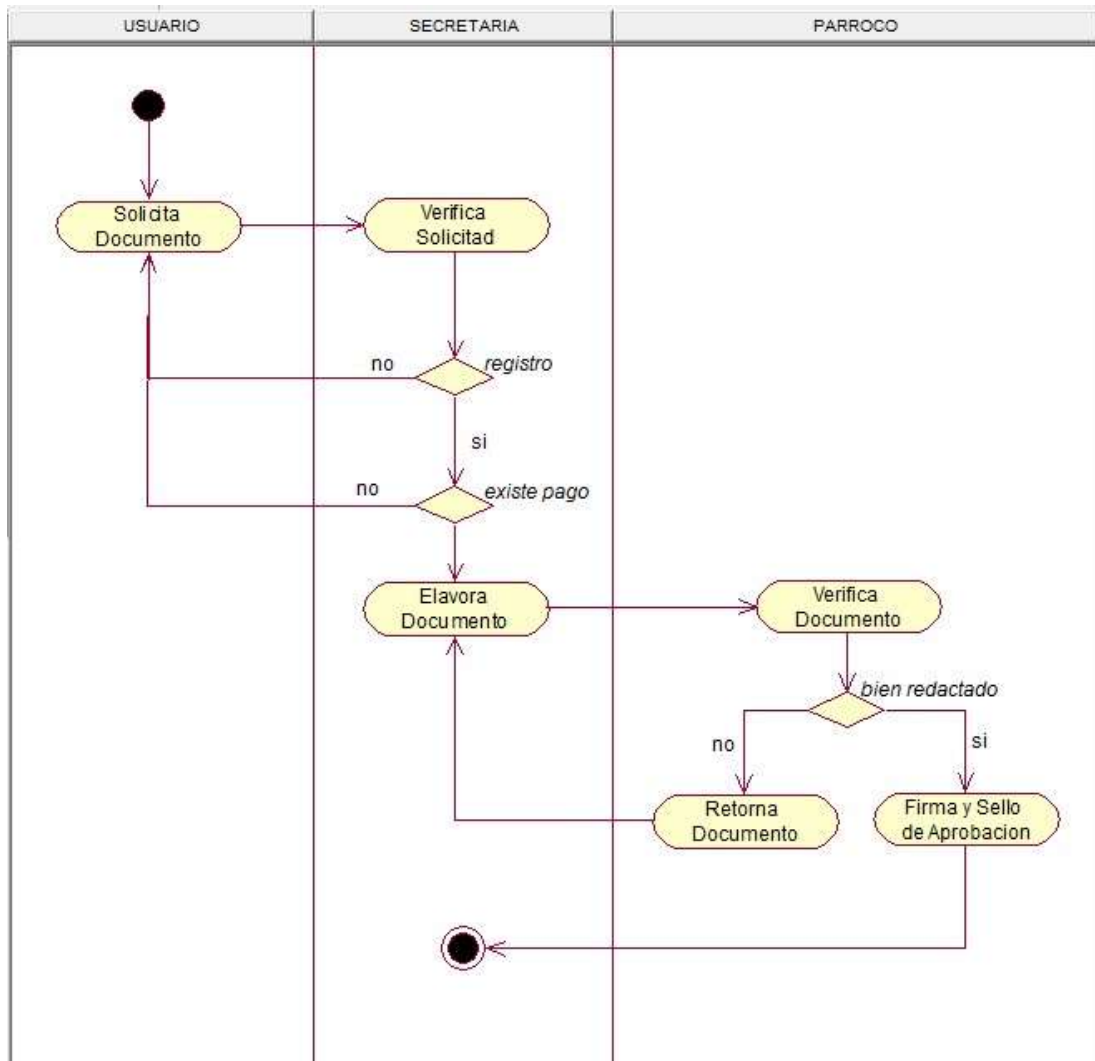 USUARIO
SECRETARIA
PARROCO
Solicita
Documento
Verifica
Solicitad
no
registro
si
no
existe pago
Elavora
Documento
Verifica
Documento
bien redactado
no
si
Retorna
Documento
Firma y Sello
de Aprobacion